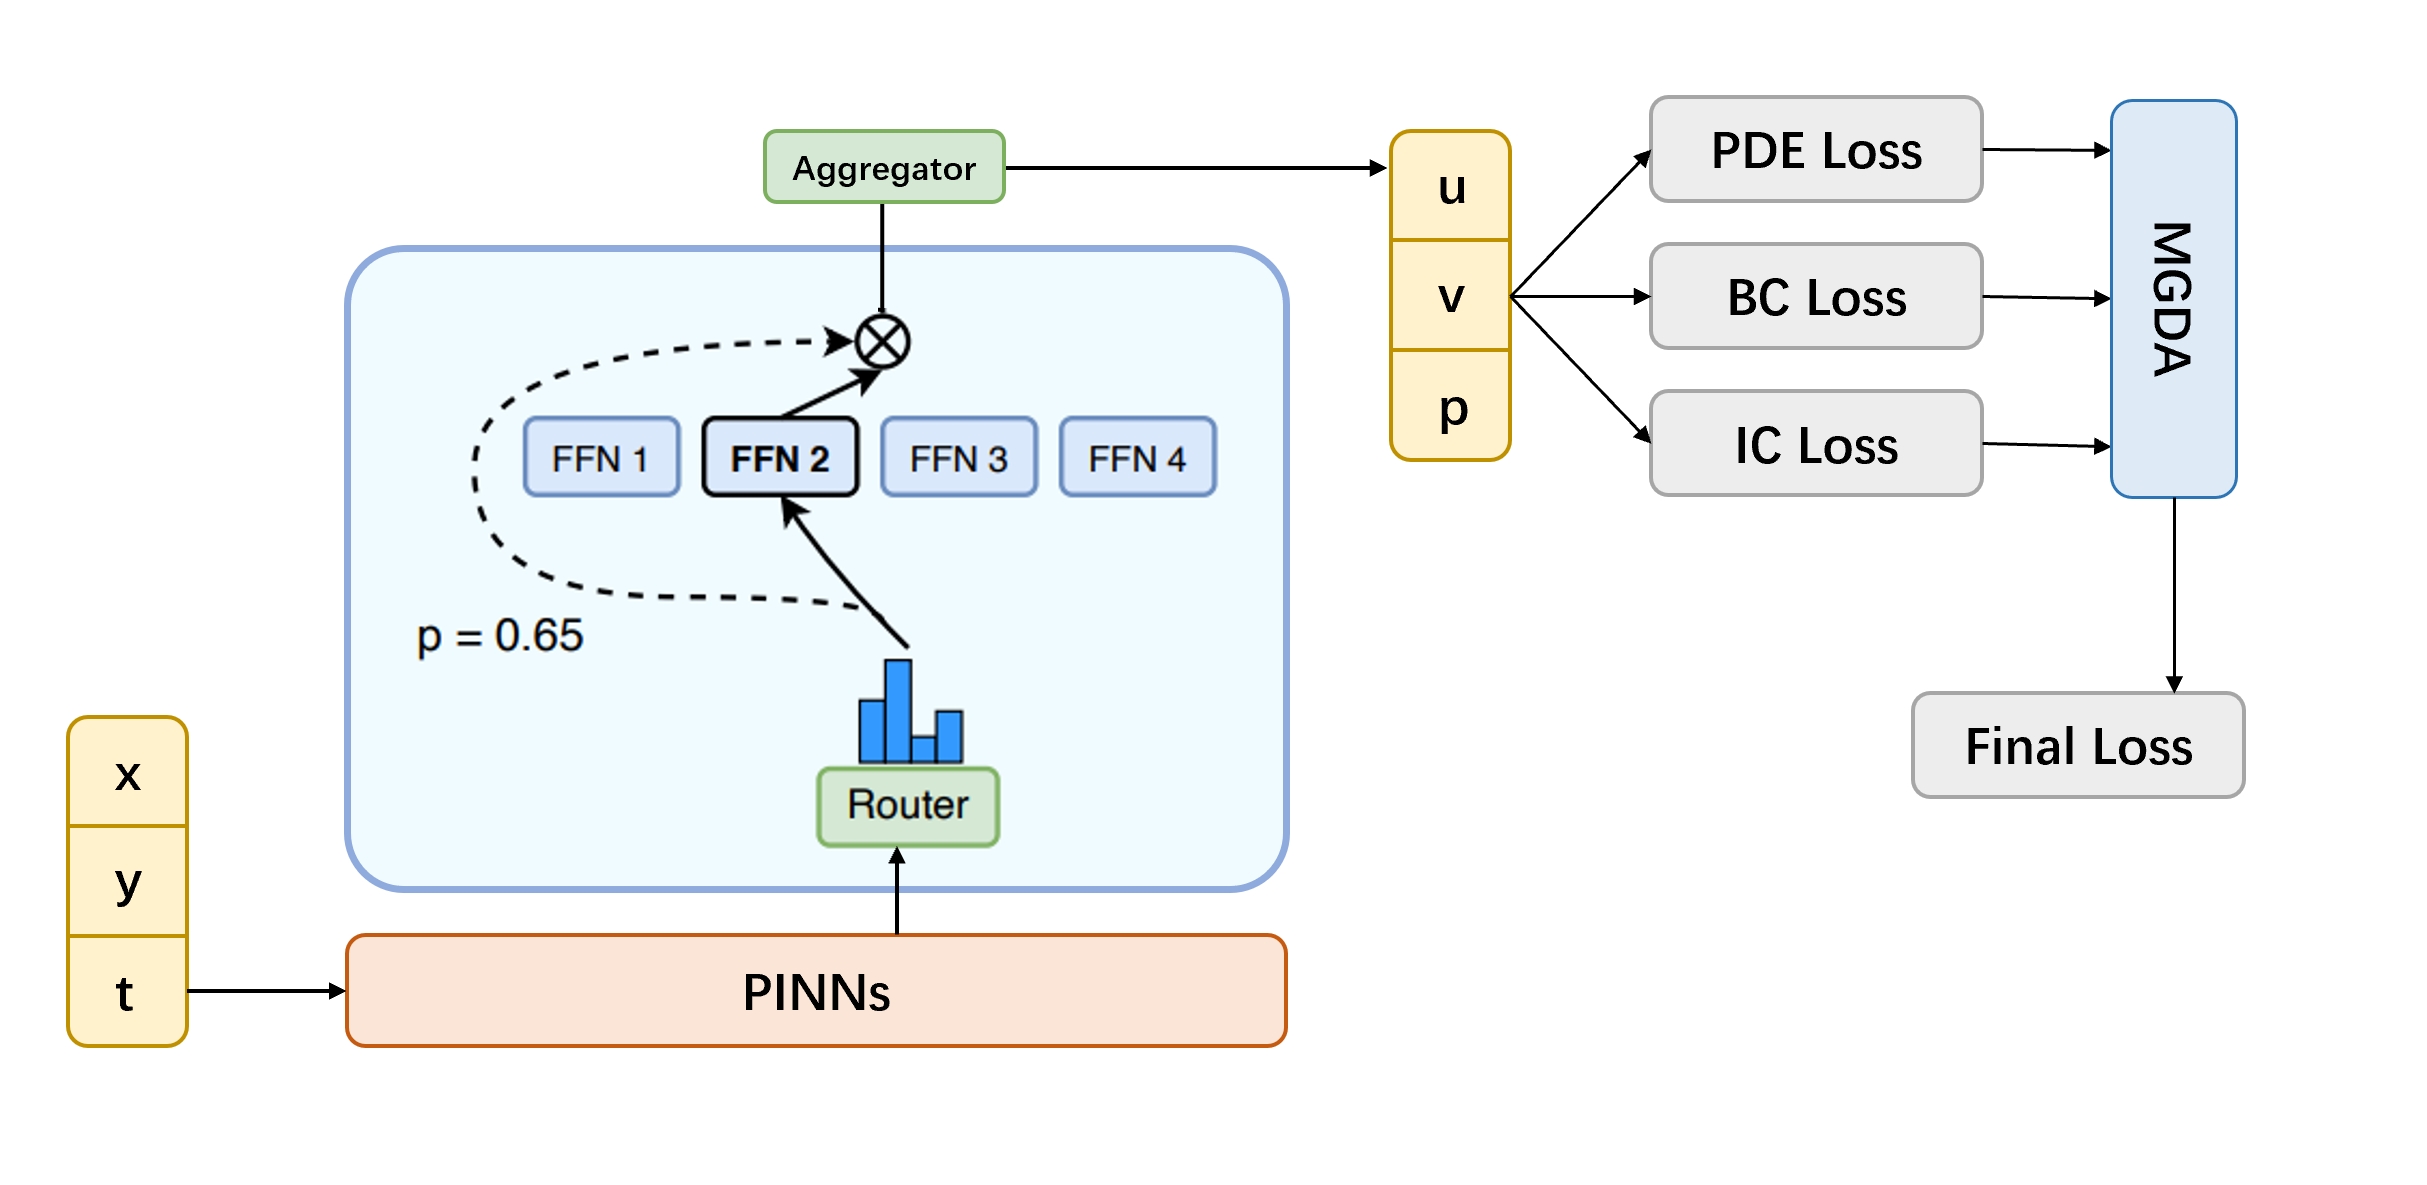 Aggregator
FFN 1
FFN 2
FFN 3
FFN 4
p = 0.65
Router
x
y
t
PINNs
u
v
p
PDE Loss
BC Loss
IC Loss
MGDA
Final Loss